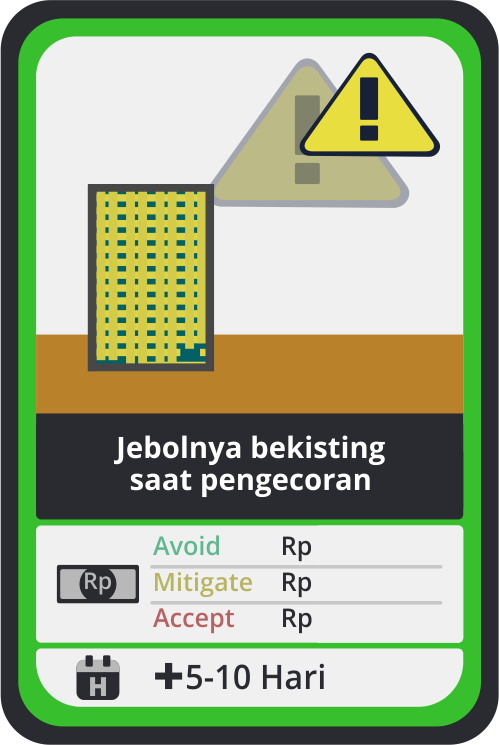 Jebolnya bekisting
saat pengecoran
Avoid Rp
Rp Mitigate Rp
Accept Rp
H +5-10 Hari